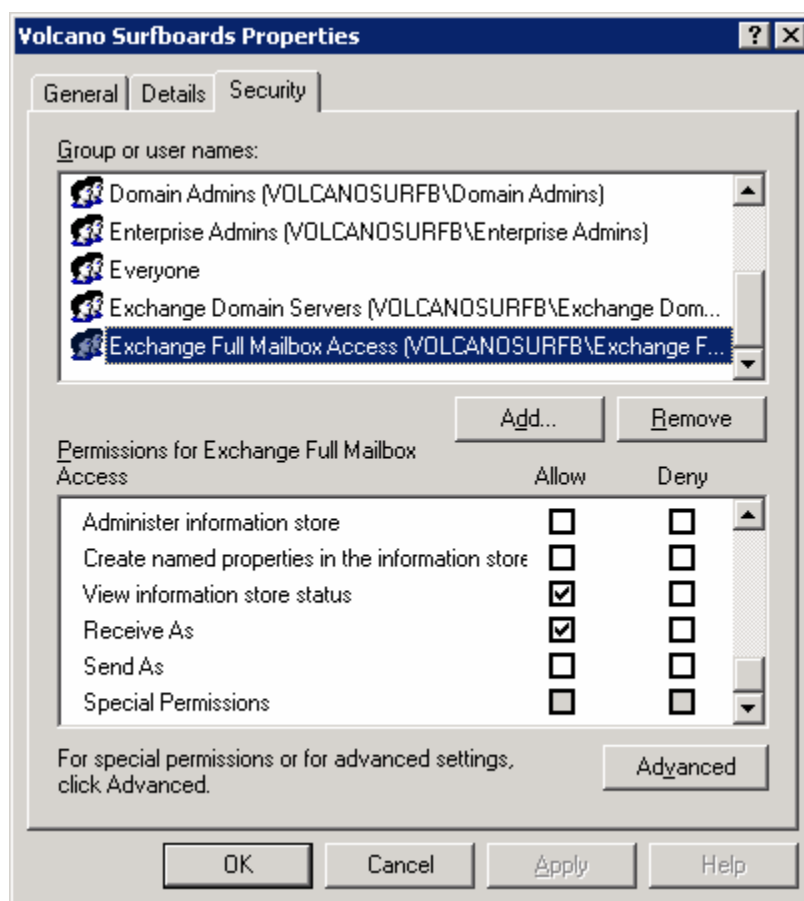 Volcano Surfboards Properties
General Details Security
Group or user names:
Domain Admins (VOLCANOSURFB\Domain Admins)
Enterprise Admins (VOLCANOSURFB\Enterprise Admins)
Everyone
Exchange Domain Servers (VOLCANOSURFB\Exchange Dom...
Exchange Full Mailbox Access (VOLCANOSURFB\Exchange F...
Add... Remove
Permissions for Exchange Full Mailbox
Access Allow Deny
Administer information store
Create named properties in the information store
View information store status
Receive As
Send As
Special Permissions
For special permissions or for advanced settings,
click Advanced.
Advanced
OK Cancel Apply Help